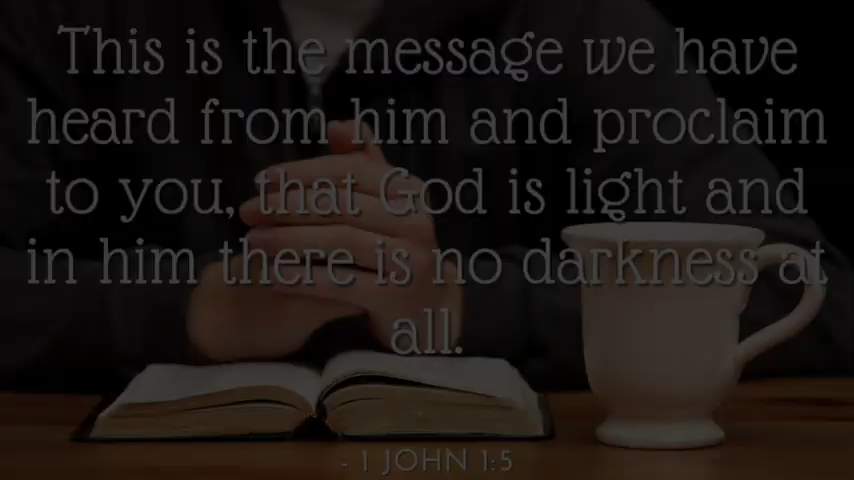 This is the message we have
heard from him and proclaim
to you, that God is light and
in him there is no darkness at
all.
- 1 JOHN 1:5